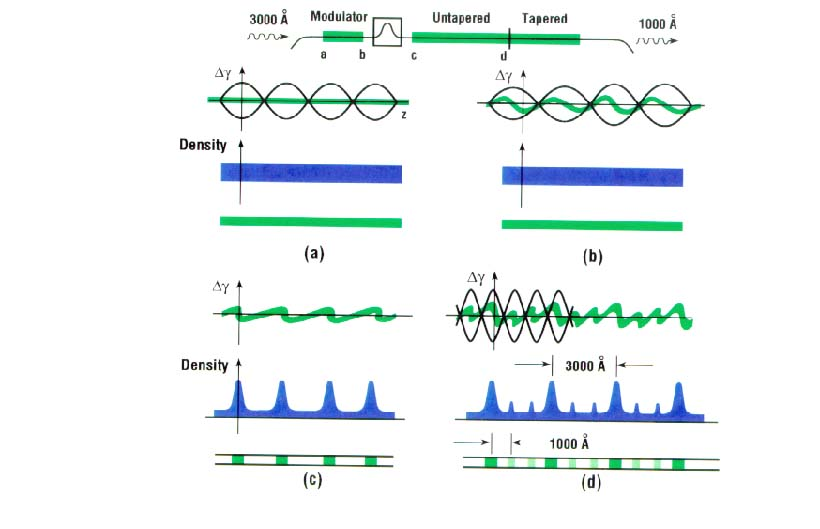 3000 Å
Modulator
Untapered
Tapered
1000 Å
a
b
c
d
Δγ
z
Density
(a)
Δγ
(b)
Δγ
Density
(c)
Δγ
3000 Å
1000 Å
(d)